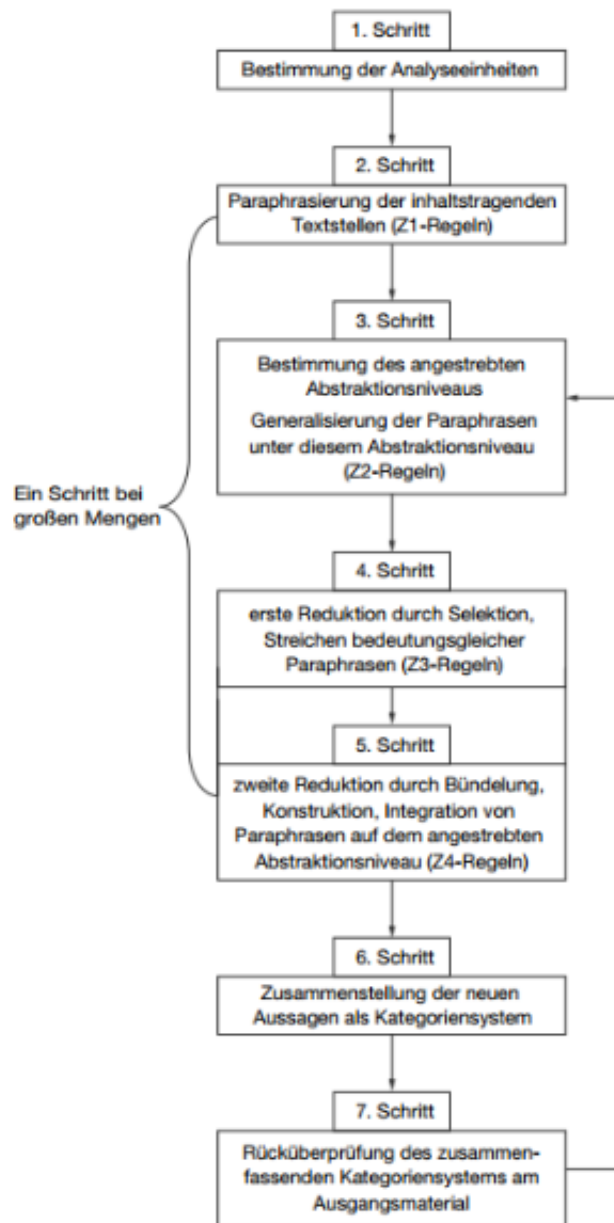 1. Schritt
Bestimmung der Analyseeinheiten
2. Schritt
Paraphrasierung der inhaltstragenden
Textstellen (Z1-Regeln)
3. Schritt
Bestimmung des angestrebten
Abstraktionsniveaus
Generalisierung der Paraphrasen
unter diesem Abstraktionsniveau
(Z2-Regeln)
Ein Schritt bei
großen Mengen
4. Schritt
erste Reduktion durch Selektion,
Streichen bedeutungsgleicher
Paraphrasen (Z3-Regeln)
5. Schritt
zweite Reduktion durch Bündelung,
Konstruktion, Integration von
Paraphrasen auf dem angestrebten
Abstraktionsniveau (Z4-Regeln)
6. Schritt
Zusammenstellung der neuen
Aussagen als Kategoriensystem
7. Schritt
Rücküberprüfung des zusammen-
fassenden Kategoriensystems am
Ausgangsmaterial